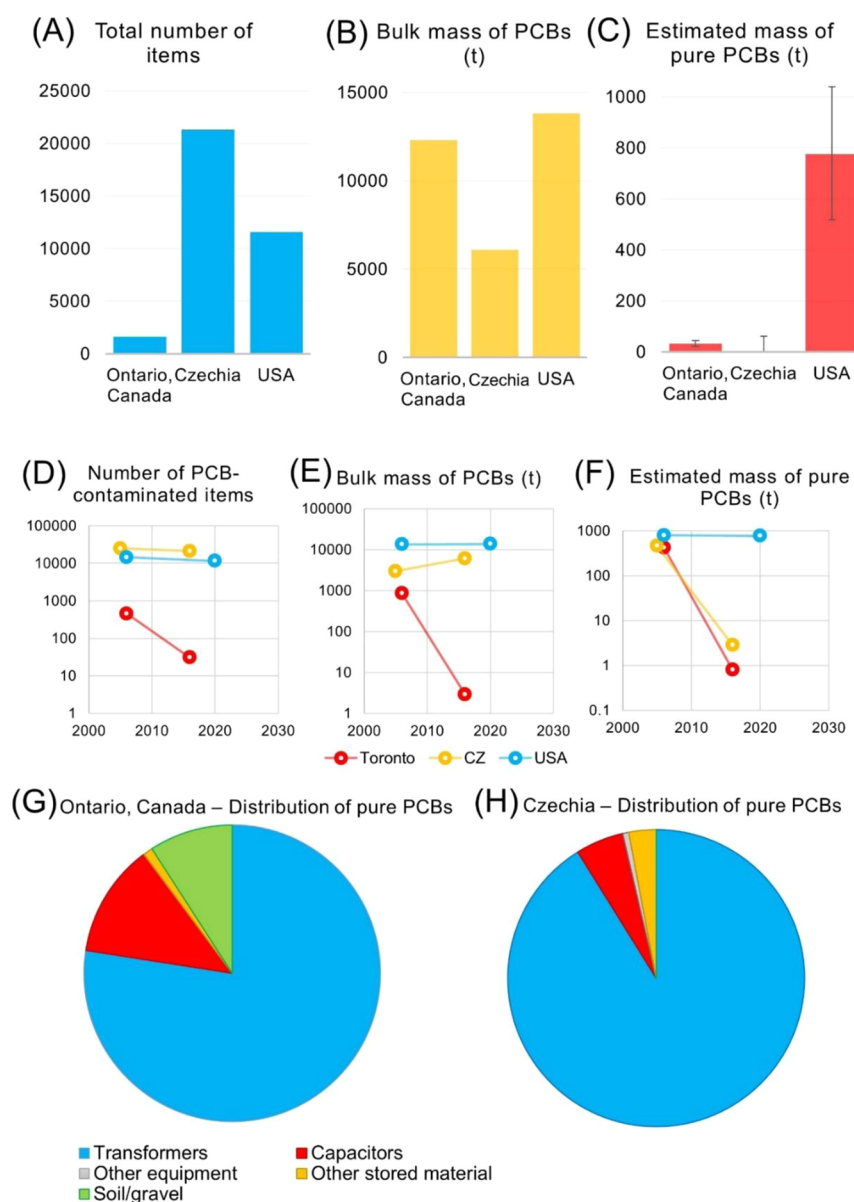 (A) Total number of
items
25000
20000
15000
10000
5000
0
Ontario, Czechia USA
Canada
(B) Bulk mass of PCBs
(t)
15000
10000
5000
0
Ontario, Czechia USA
Canada
(C) Estimated mass of
pure PCBs (t)
1000
800
600
400
200
0
Ontario, Czechia USA
Canada
(D) Number of PCB-
contaminated items
100000
10000
1000
100
10
1
2000 2010 2020 2030
(E) Bulk mass of PCBs (t)
100000
10000
1000
100
10
1
2000 2010 2020 2030
(F) Estimated mass of pure
PCBs (t)
1000
100
10
1
0.1
2000 2010 2020 2030
Toronto CZ USA
(G) Ontario, Canada – Distribution of pure PCBs
(H) Czechia – Distribution of pure PCBs
Transformers Capacitors
Other equipment Other stored material
Soil/gravel